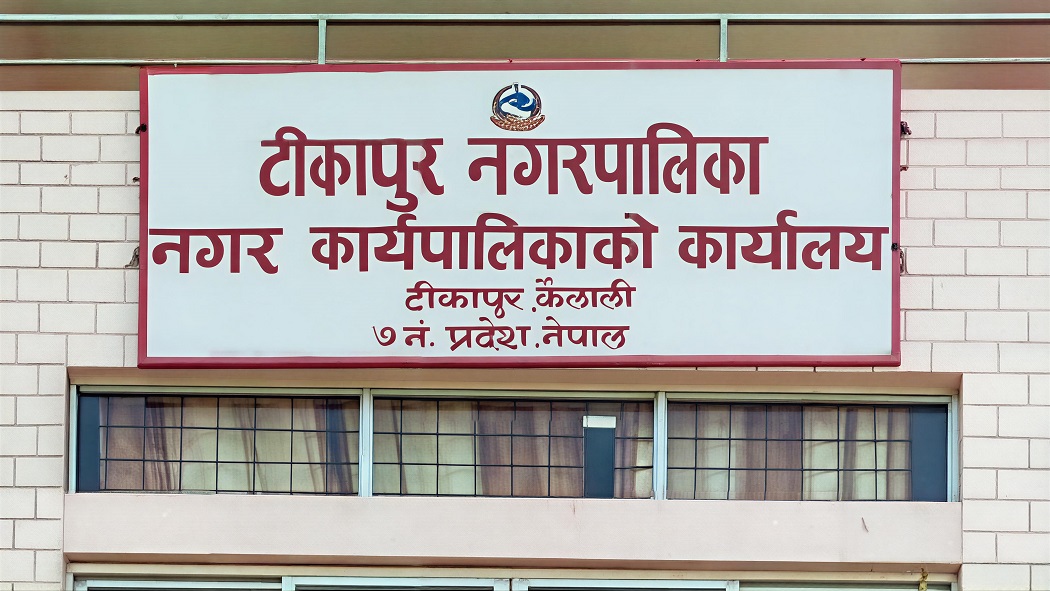 टीकापुर नगरपालिका
नगर कार्यपालिकाको कार्यालय
टीकापुर,कैलाली
७ नं. प्रदेश,नेपाल